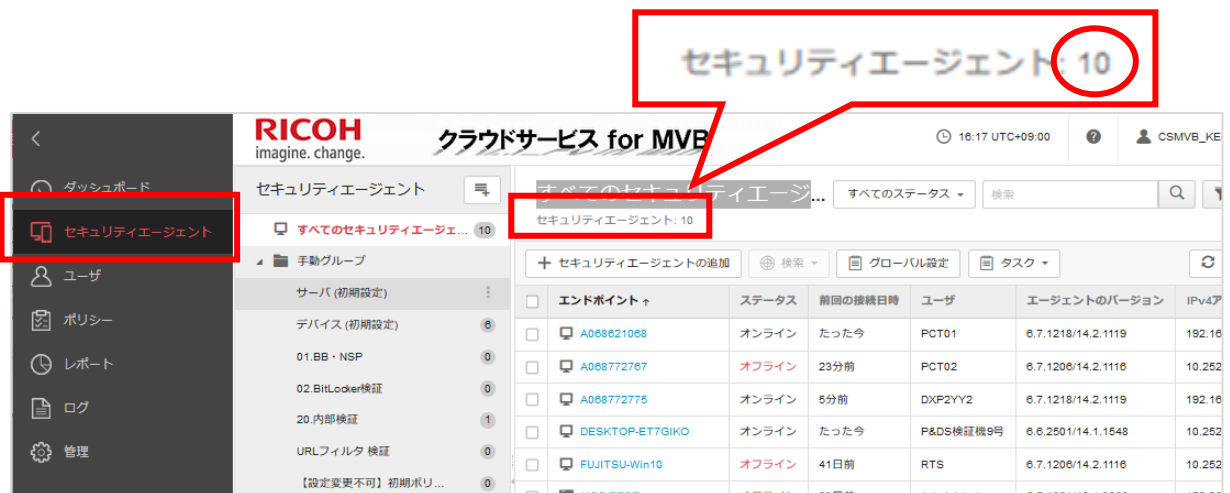 セキュリティエージェント: 10
RICOH
imagine. change.
クラウドサービス for MVB
16:17 UTC+09:00
CSMVB_KE
ダッシュボード
セキュリティエージェント
ユーザ
ポリシー
レポート
ログ
管理
セキュリティエージェント
すべてのセキュリティエージェ... 10
手動グループ
サーバ (初期設定)
デバイス (初期設定) 6
01.BB・NSP 0
02.BitLocker検証 0
20.内部検証 1
URLフィルタ 検証 0
【設定変更不可】初期ポリ... 0
すべてのセキュリティエージ...
セキュリティエージェント: 10
すべてのステータス
検索
セキュリティエージェントの追加 検索 グローバル設定 タスク
エンドポイント ↑ ステータス 前回の接続日時 ユーザ エージェントのバージョン IPv4ア
A068621068 オンライン たった今 PCT01 6.7.1218/14.2.1119 192.16
A068772767 オフライン 23分前 PCT02 6.7.1206/14.2.1116 10.252
A068772775 オンライン 5分前 DXP2YY2 6.7.1218/14.2.1119 192.16
DESKTOP-ET7GIKO オンライン たった今 P&DS検証機9号 6.6.2501/14.1.1548 10.252
FUJITSU-Win10 オフライン 41日前 RTS 6.7.1206/14.2.1116 10.252